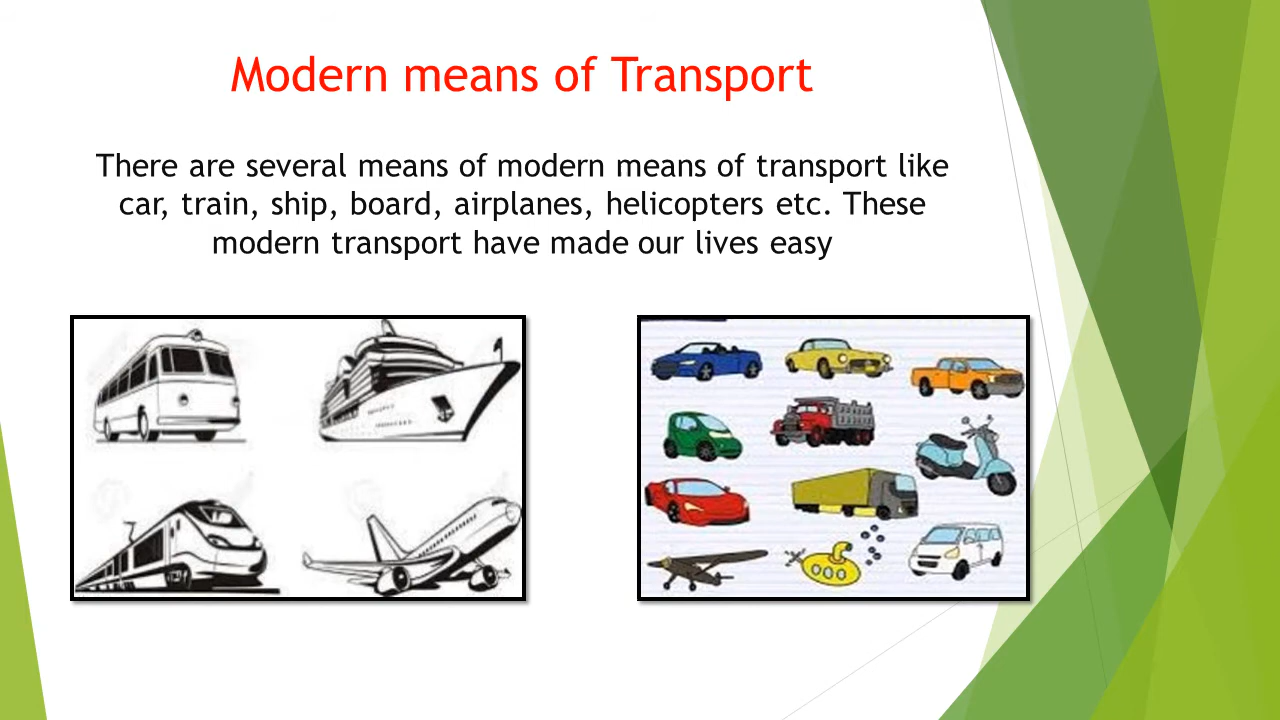 Modern means of Transport
There are several means of modern means of transport like
car, train, ship, board, airplanes, helicopters etc. These
modern transport have made our lives easy